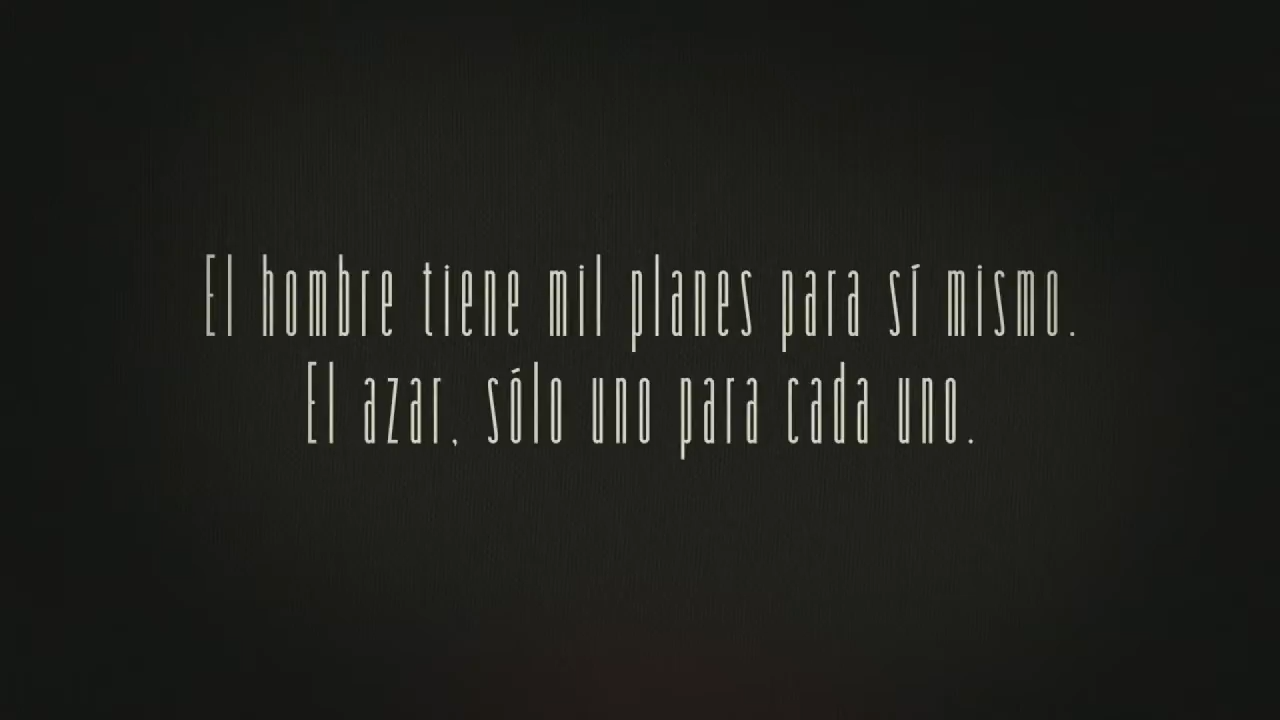 El hombre tiene mil planes para sí mismo.
El azar, sólo uno para cada uno.